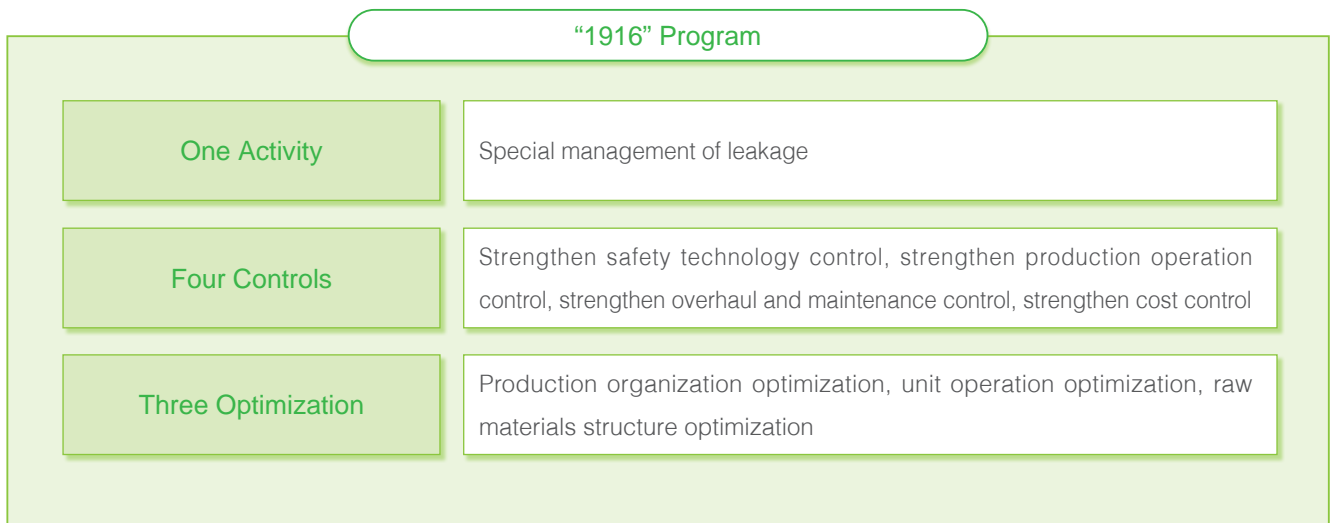 “1916” Program
One Activity
Special management of leakage
Four Controls
Strengthen safety technology control, strengthen production operation
control, strengthen overhaul and maintenance control, strengthen cost control
Three Optimization
Production organization optimization, unit operation optimization, raw
materials structure optimization